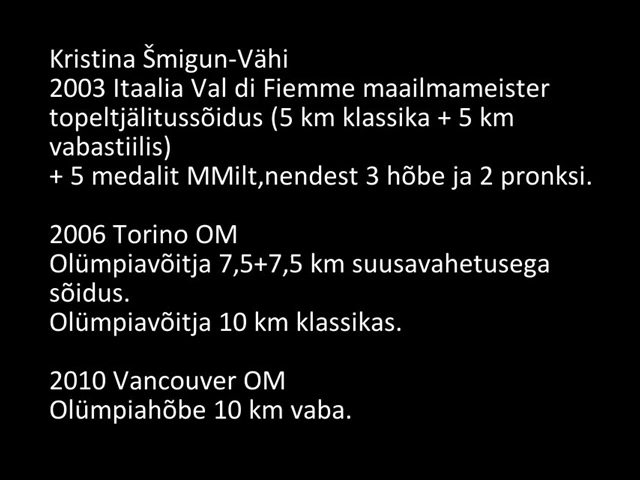 Kristina Šmigun-Vähi
2003 Itaalia Val di Fiemme maailmameister
topeltjälitussõidus (5 km klassika + 5 km
vabastiilis)
+ 5 medalit MMilt,nendest 3 hõbe ja 2 pronksi.
2006 Torino OM
Olümpiavõitja 7,5+7,5 km suusavahetusega
sõidus.
Olümpiavõitja 10 km klassikas.
2010 Vancouver OM
Olümpiahõbe 10 km vaba.